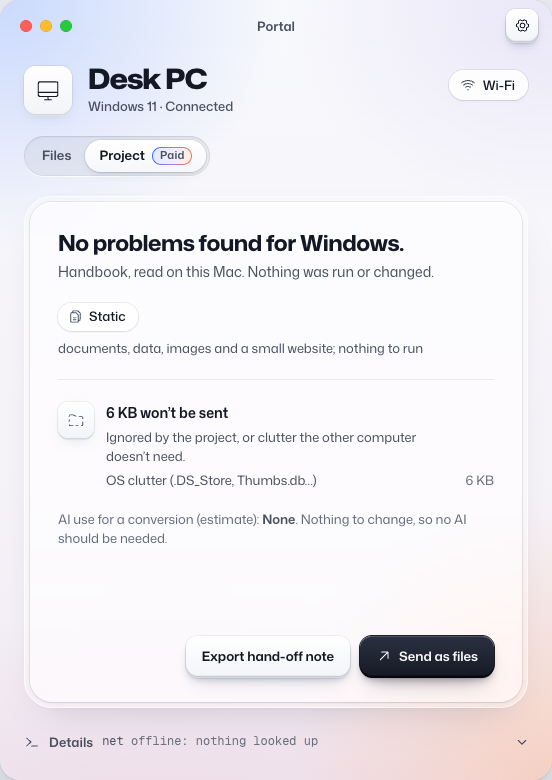 Portal
Desk PC
Windows 11 · Connected
Wi-Fi
Files
Project
Paid
No problems found for Windows.
Handbook, read on this Mac. Nothing was run or changed.
Static
documents, data, images and a small website; nothing to run
6 KB won’t be sent
Ignored by the project, or clutter the other computer
doesn’t need.
OS clutter (.DS_Store, Thumbs.db…) 6 KB
AI use for a conversion (estimate): None. Nothing to change, so no AI
should be needed.
Export hand-off note
Send as files
Details net offline: nothing looked up